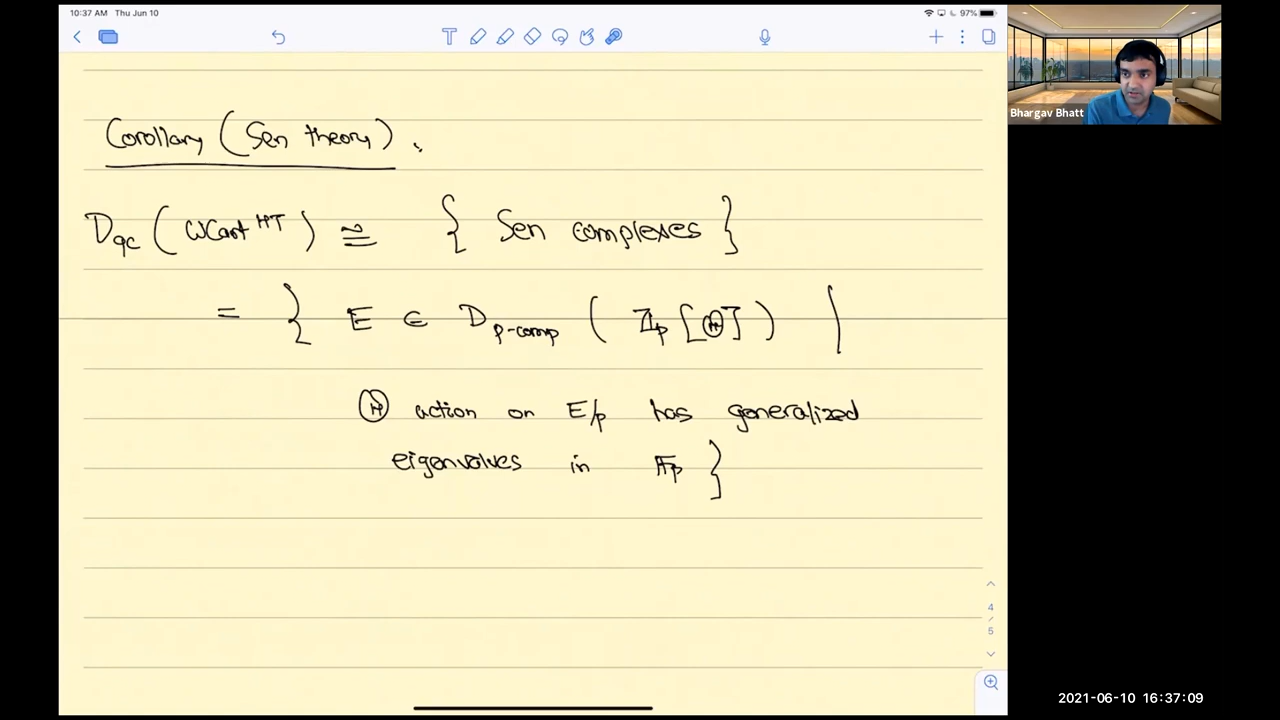 10:37 AM Thu Jun 10
97%
Bhargav Bhatt
Corollary (Sen theory).
D_qc (WCart^HT) ≅ { Sen complexes }
= { E ∈ D_p-comp ( ℤ_p [Θ] ) |
Θ action on E/p has generalized
eigenvalues in 𝔽_p }
4
/
5
2021-06-10 16:37:09